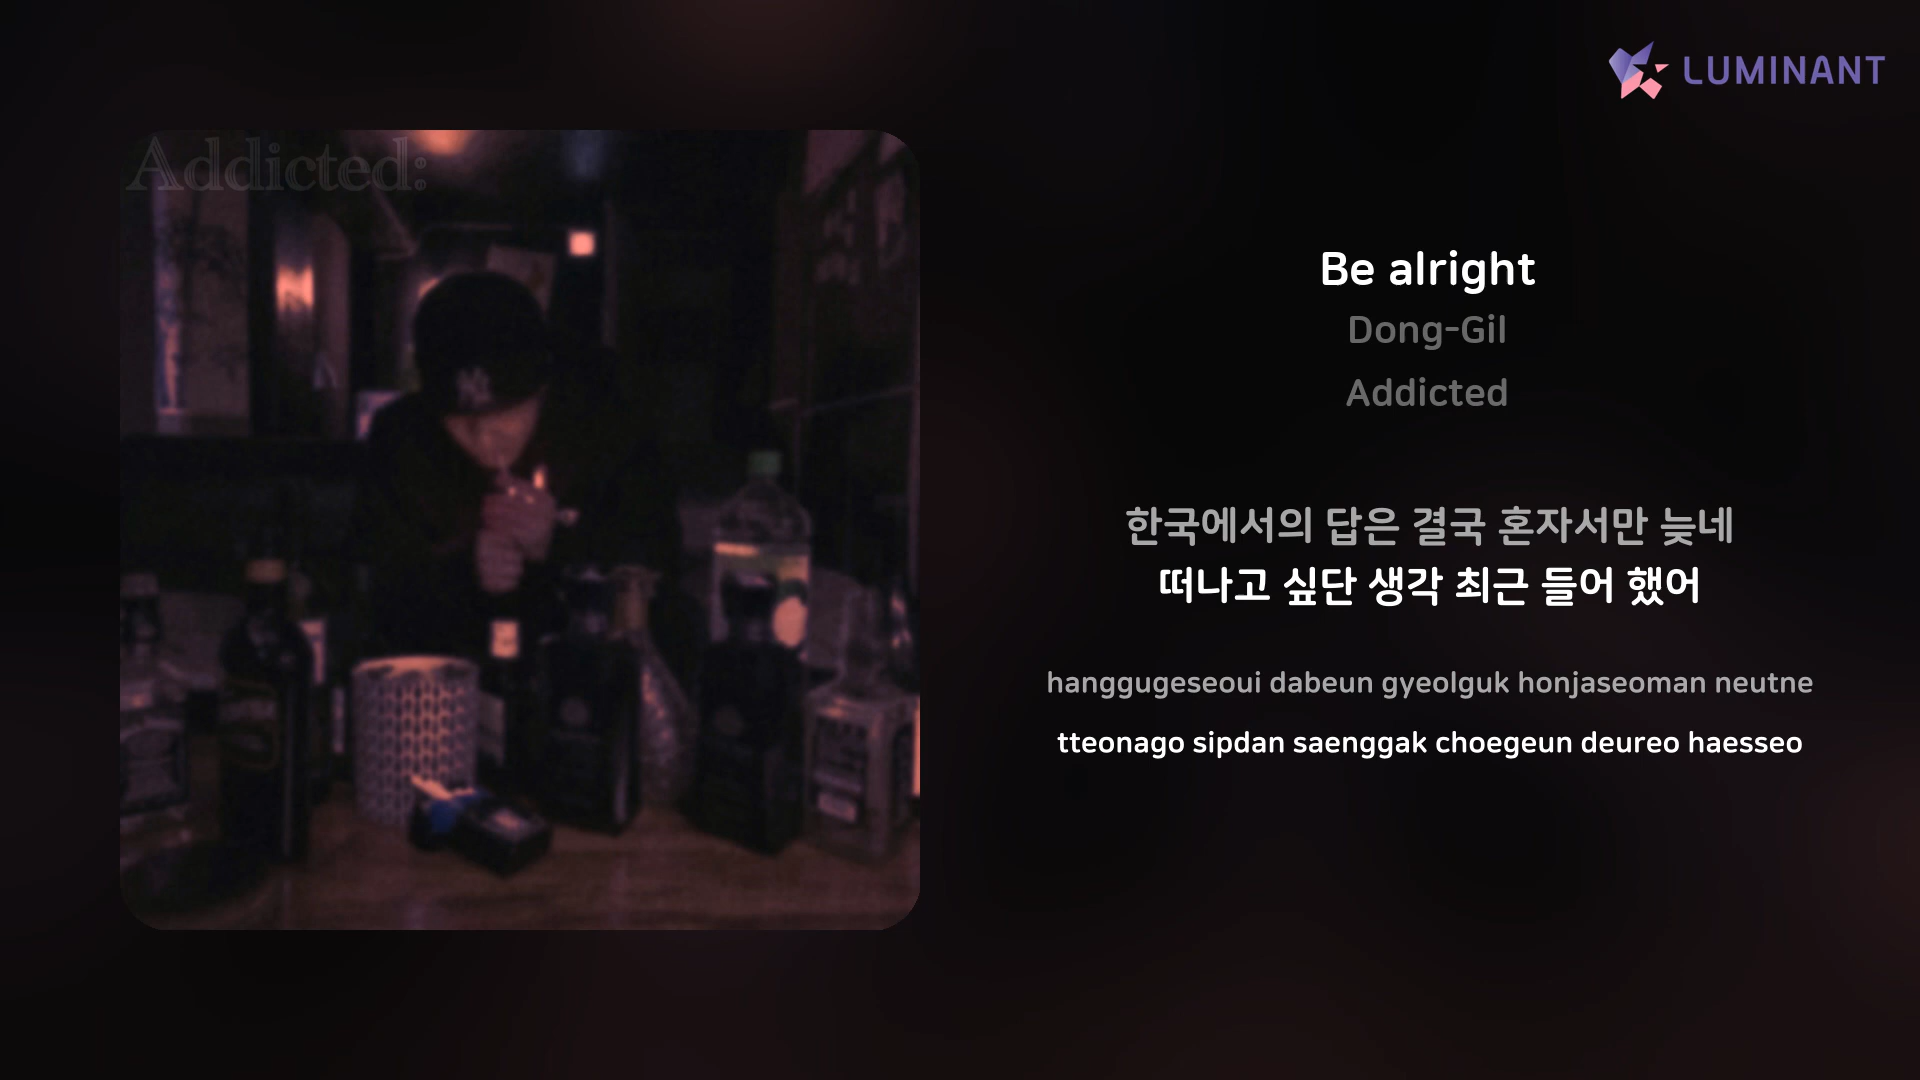 LUMINANT
Addicted:
Be alright
Dong-Gil
Addicted
한국에서의 답은 결국 혼자서만 늦네
떠나고 싶단 생각 최근 들어 했어
hanggugeseoui dabeun gyeolguk honjaseoman neutne
tteonago sipdan saenggak choegeun deureo haesseo